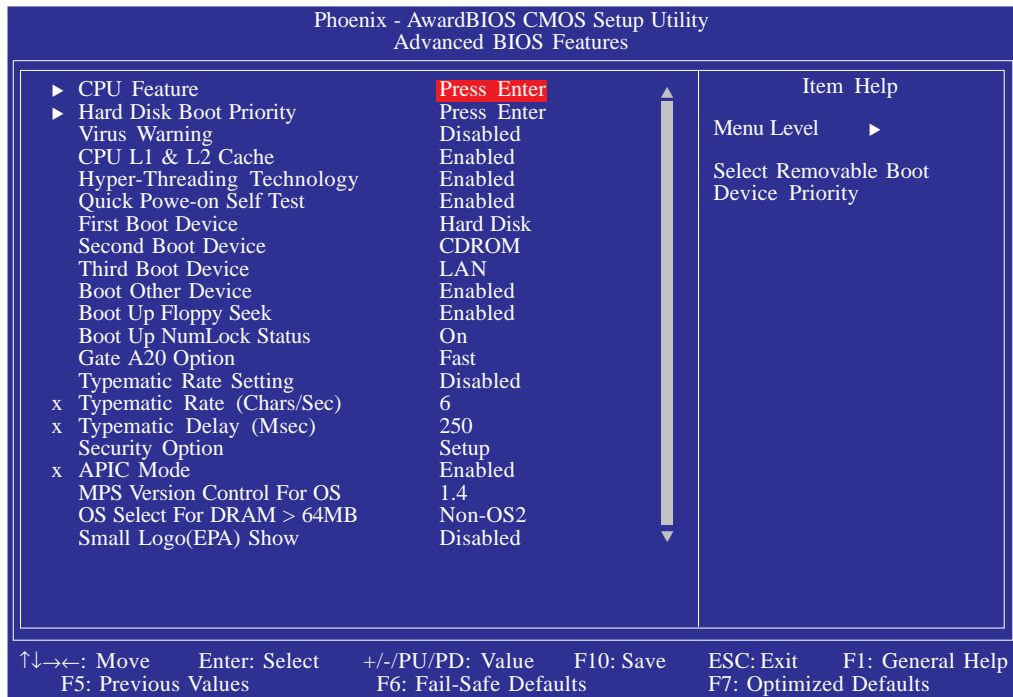 Phoenix - AwardBIOS CMOS Setup Utility
Advanced BIOS Features
▶ CPU Feature Press Enter
▶ Hard Disk Boot Priority Press Enter
Virus Warning Disabled
CPU L1 & L2 Cache Enabled
Hyper-Threading Technology Enabled
Quick Powe-on Self Test Enabled
First Boot Device Hard Disk
Second Boot Device CDROM
Third Boot Device LAN
Boot Other Device Enabled
Boot Up Floppy Seek Enabled
Boot Up NumLock Status On
Gate A20 Option Fast
Typematic Rate Setting Disabled
x Typematic Rate (Chars/Sec) 6
x Typematic Delay (Msec) 250
Security Option Setup
x APIC Mode Enabled
MPS Version Control For OS 1.4
OS Select For DRAM > 64MB Non-OS2
Small Logo(EPA) Show Disabled
Item Help
Menu Level ▶
Select Removable Boot
Device Priority
↑↓→←: Move Enter: Select +/-/PU/PD: Value F10: Save ESC: Exit F1: General Help
F5: Previous Values F6: Fail-Safe Defaults F7: Optimized Defaults